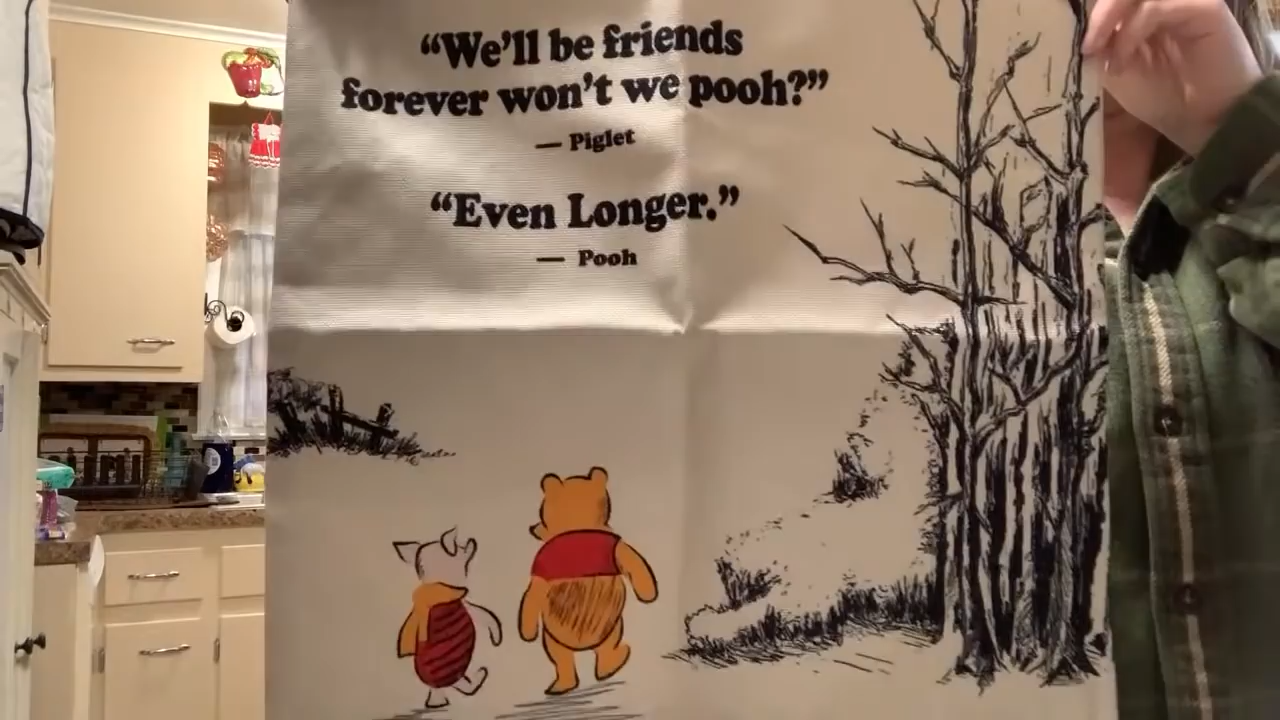 “We’ll be friends
forever won’t we pooh?”
— Piglet
“Even Longer.”
— Pooh